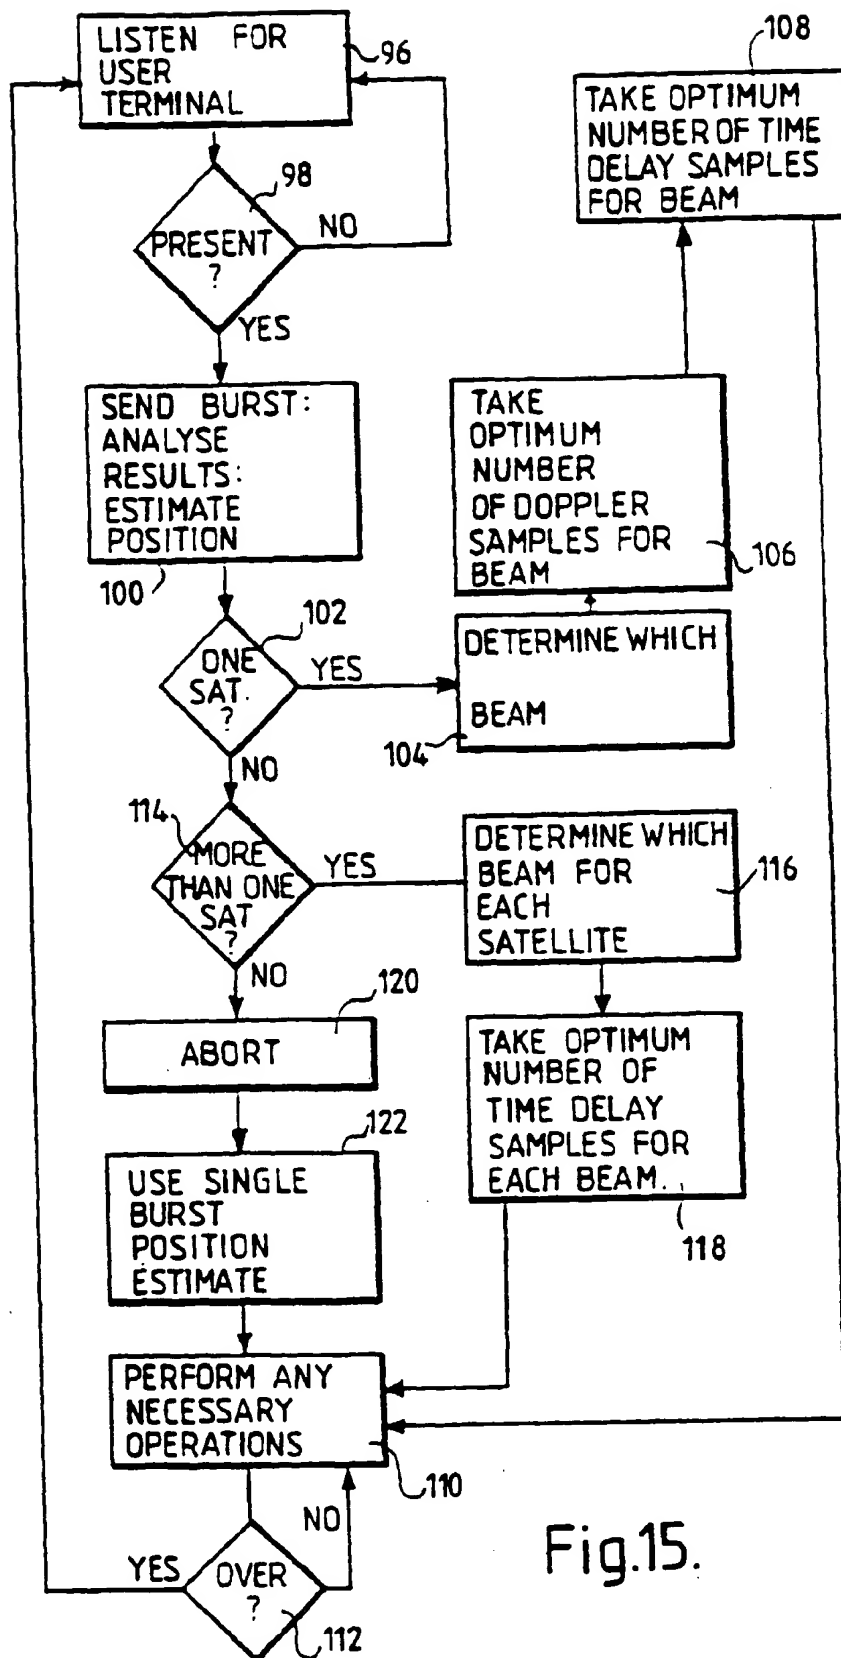 LISTEN FOR
USER
TERMINAL
96
98
PRESENT
?
NO
YES
SEND BURST:
ANALYSE
RESULTS:
ESTIMATE
POSITION
100
102
ONE
SAT.
?
YES
NO
108
TAKE OPTIMUM
NUMBER OF TIME
DELAY SAMPLES
FOR BEAM
TAKE
OPTIMUM
NUMBER
OF DOPPLER
SAMPLES FOR
BEAM
106
DETERMINE WHICH
BEAM
104
114
MORE
THAN ONE
SAT
?
YES
NO
DETERMINE WHICH
BEAM FOR
EACH
SATELLITE
116
TAKE OPTIMUM
NUMBER OF
TIME DELAY
SAMPLES FOR
EACH BEAM.
118
120
ABORT
122
USE SINGLE
BURST
POSITION
ESTIMATE
PERFORM ANY
NECESSARY
OPERATIONS
110
NO
YES
OVER
?
112
Fig.15.